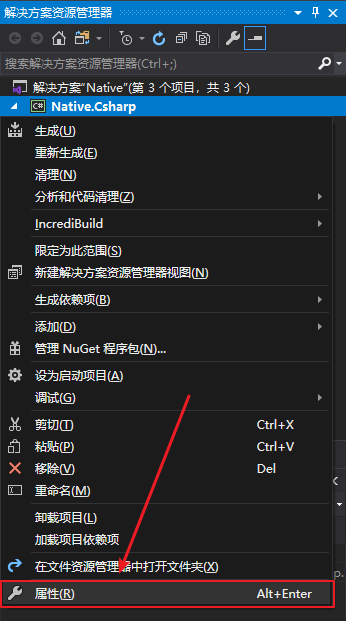 解决方案资源管理器
搜索解决方案资源管理器(Ctrl+;)
解决方案"Native"(第 3 个项目，共 3 个)
C# Native.Csharp
生成(U)
重新生成(E)
清理(N)
分析和代码清理(Z)
IncrediBuild
限定为此范围(S)
新建解决方案资源管理器视图(N)
生成依赖项(B)
添加(D)
管理 NuGet 程序包(N)...
设为启动项目(A)
调试(G)
剪切(T) Ctrl+X
粘贴(P) Ctrl+V
移除(V) Del
重命名(M)
卸载项目(L)
加载项目依赖项
在文件资源管理器中打开文件夹(X)
属性(R) Alt+Enter